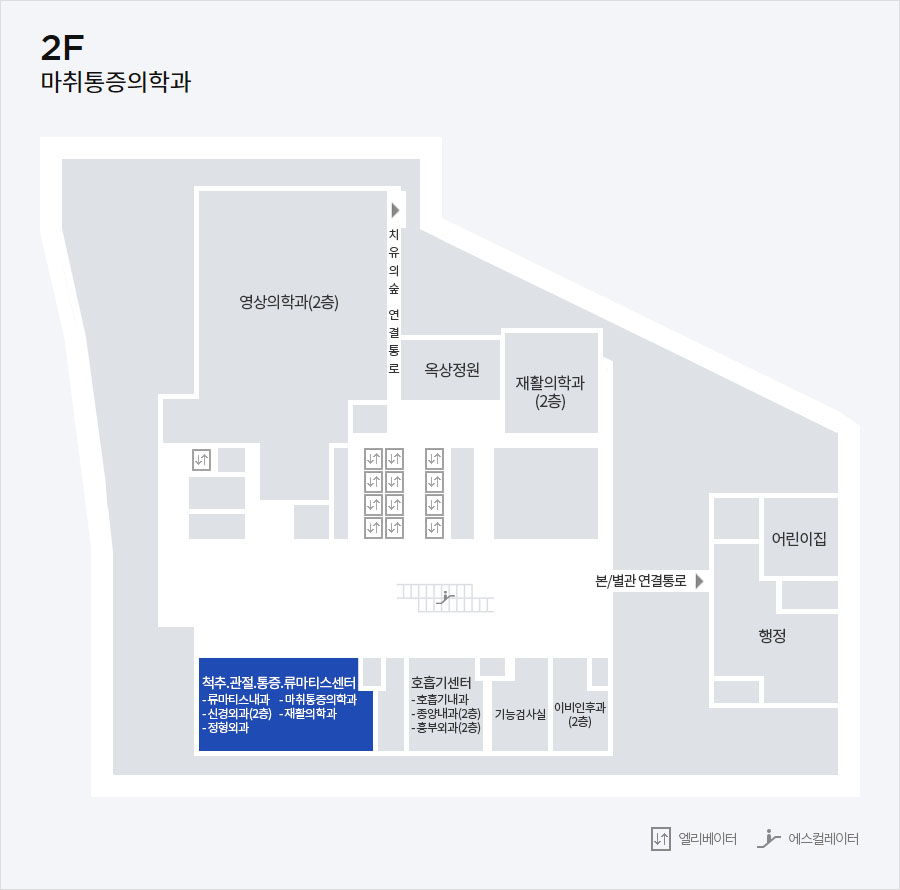 2F
마취통증의학과
치유의숲 연결통로
영상의학과(2층)
옥상정원
재활의학과
(2층)
어린이집
본/별관 연결통로
행정
척추.관절.통증.류마티스센터
- 류마티스내과 - 마취통증의학과
- 신경외과(2층) - 재활의학과
- 정형외과
호흡기센터
- 호흡기내과
- 종양내과(2층)
- 흉부외과(2층)
기능검사실
이비인후과
(2층)
엘리베이터
에스컬레이터